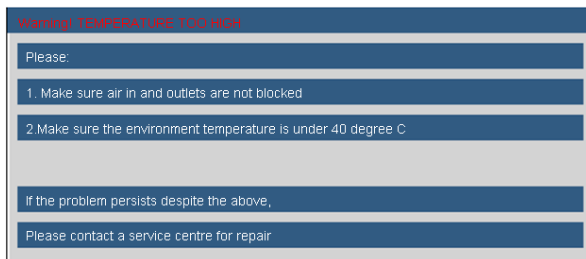 Warning! TEMPERATURE TOO HIGH
Please:
1. Make sure air in and outlets are not blocked
2.Make sure the environment temperature is under 40 degree C
If the problem persists despite the above,
Please contact a service centre for repair